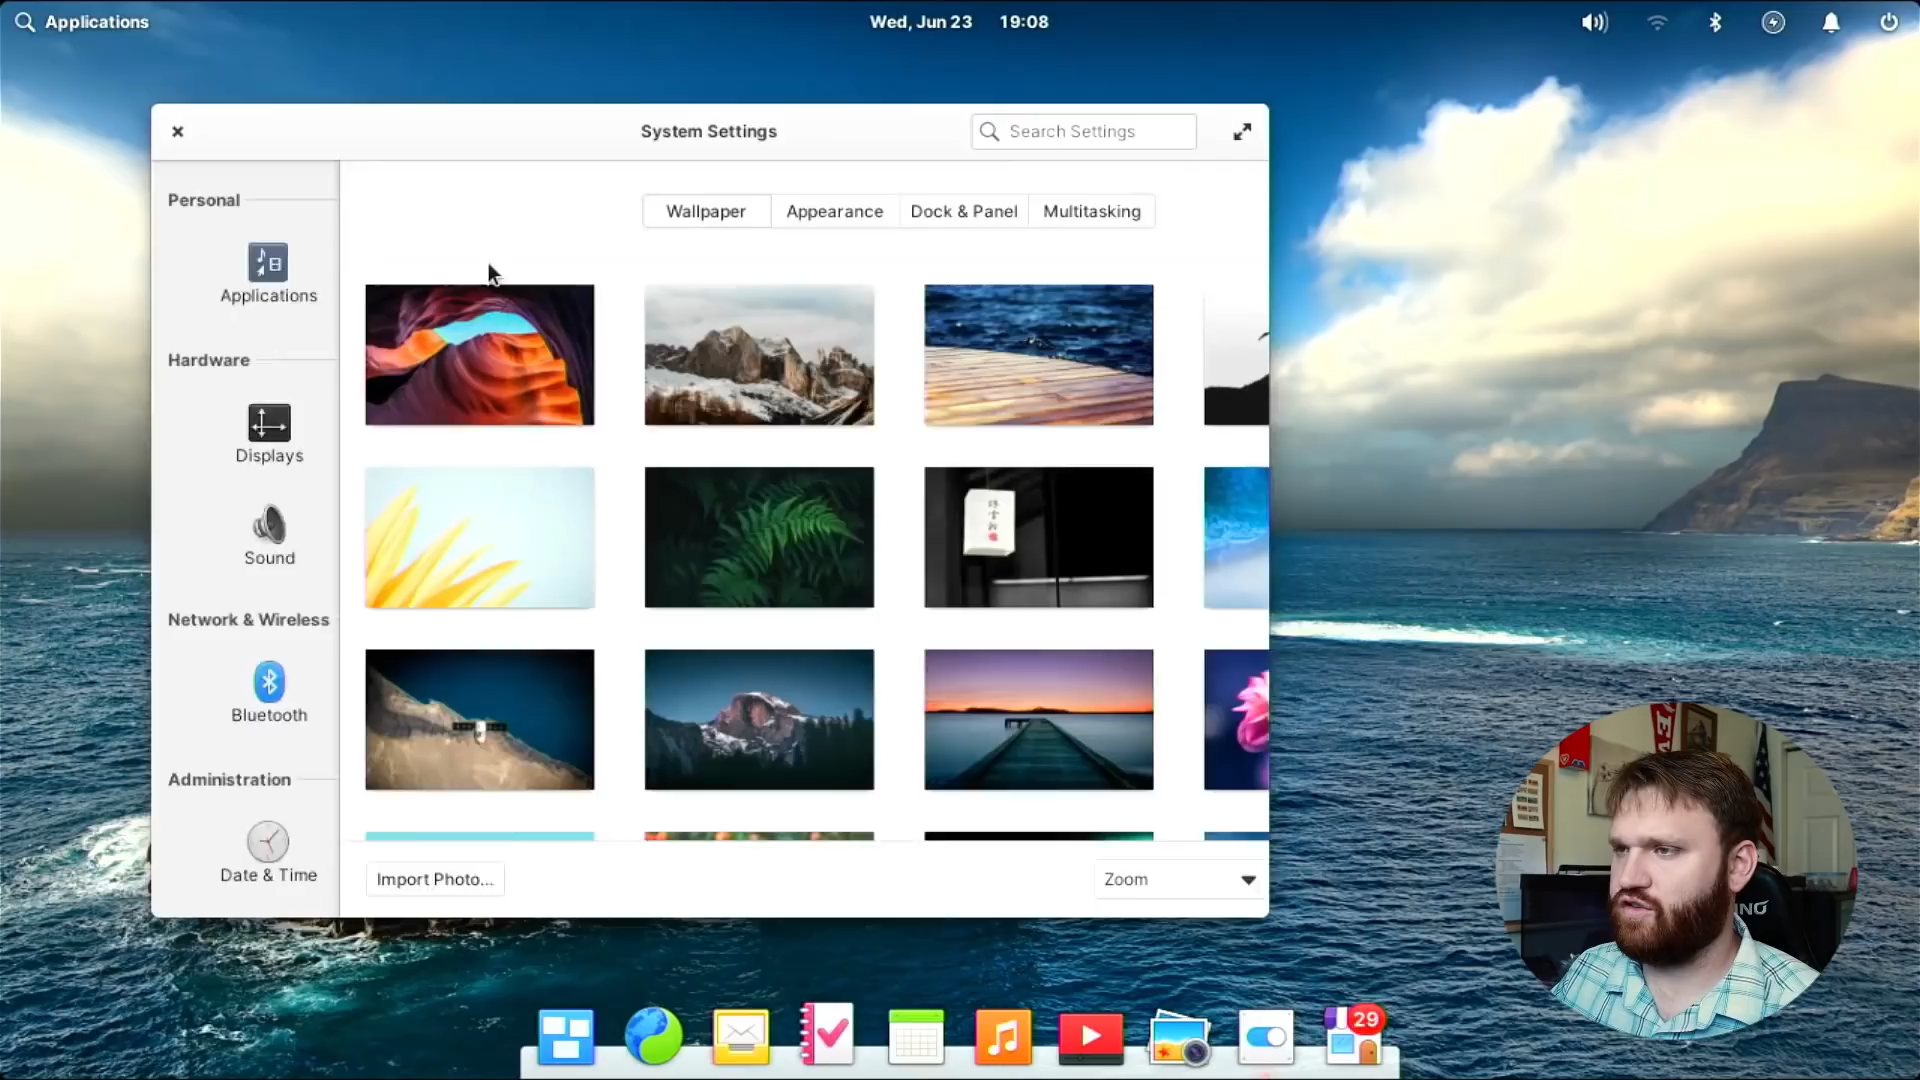 Applications
Wed, Jun 23 19:08
System Settings
Search Settings
Personal
Applications
Hardware
Displays
Sound
Network & Wireless
Bluetooth
Administration
Date & Time
Wallpaper
Appearance
Dock & Panel
Multitasking
Import Photo...
Zoom
29